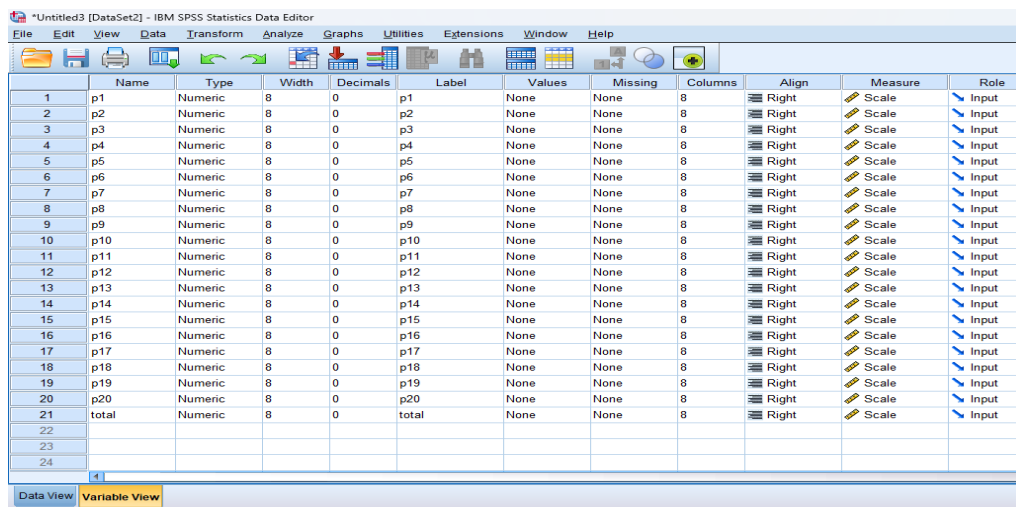 *Untitled3 [DataSet2] - IBM SPSS Statistics Data Editor
File Edit View Data Transform Analyze Graphs Utilities Extensions Window Help
Name Type Width Decimals Label Values Missing Columns Align Measure Role
1 p1 Numeric 8 0 p1 None None 8 Right Scale Input
2 p2 Numeric 8 0 p2 None None 8 Right Scale Input
3 p3 Numeric 8 0 p3 None None 8 Right Scale Input
4 p4 Numeric 8 0 p4 None None 8 Right Scale Input
5 p5 Numeric 8 0 p5 None None 8 Right Scale Input
6 p6 Numeric 8 0 p6 None None 8 Right Scale Input
7 p7 Numeric 8 0 p7 None None 8 Right Scale Input
8 p8 Numeric 8 0 p8 None None 8 Right Scale Input
9 p9 Numeric 8 0 p9 None None 8 Right Scale Input
10 p10 Numeric 8 0 p10 None None 8 Right Scale Input
11 p11 Numeric 8 0 p11 None None 8 Right Scale Input
12 p12 Numeric 8 0 p12 None None 8 Right Scale Input
13 p13 Numeric 8 0 p13 None None 8 Right Scale Input
14 p14 Numeric 8 0 p14 None None 8 Right Scale Input
15 p15 Numeric 8 0 p15 None None 8 Right Scale Input
16 p16 Numeric 8 0 p16 None None 8 Right Scale Input
17 p17 Numeric 8 0 p17 None None 8 Right Scale Input
18 p18 Numeric 8 0 p18 None None 8 Right Scale Input
19 p19 Numeric 8 0 p19 None None 8 Right Scale Input
20 p20 Numeric 8 0 p20 None None 8 Right Scale Input
21 total Numeric 8 0 total None None 8 Right Scale Input
22
23
24
Data View Variable View